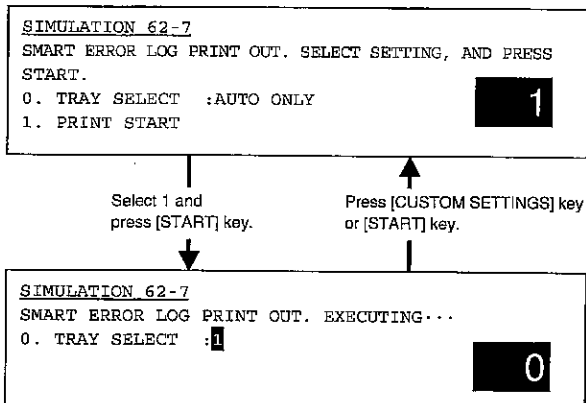 SIMULATION 62-7
SMART ERROR LOG PRINT OUT. SELECT SETTING, AND PRESS
START.
0. TRAY SELECT :AUTO ONLY
1. PRINT START
1
Select 1 and
press [START] key.
Press [CUSTOM SETTINGS] key
or [START] key.
SIMULATION 62-7
SMART ERROR LOG PRINT OUT. EXECUTING···
0. TRAY SELECT :1
0